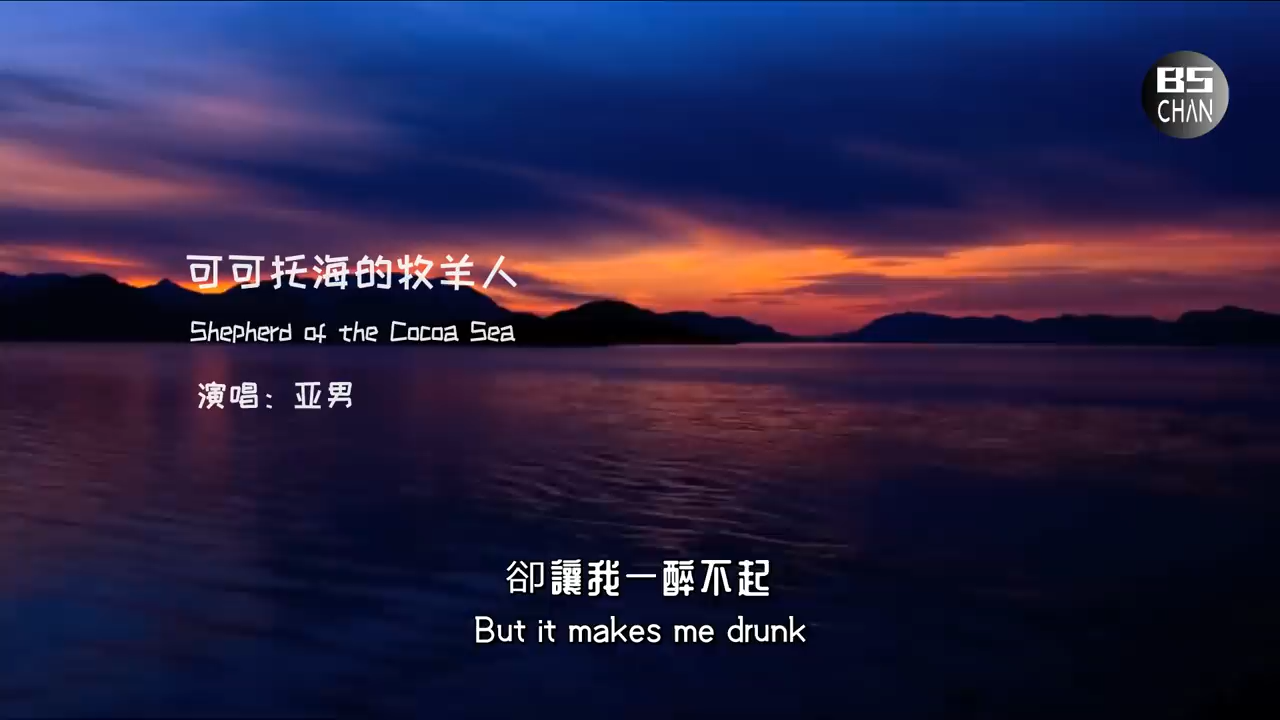 BS
CHAN
可可托海的牧羊人
Shepherd of the Cocoa Sea
演唱：亚男
卻讓我一醉不起
But it makes me drunk